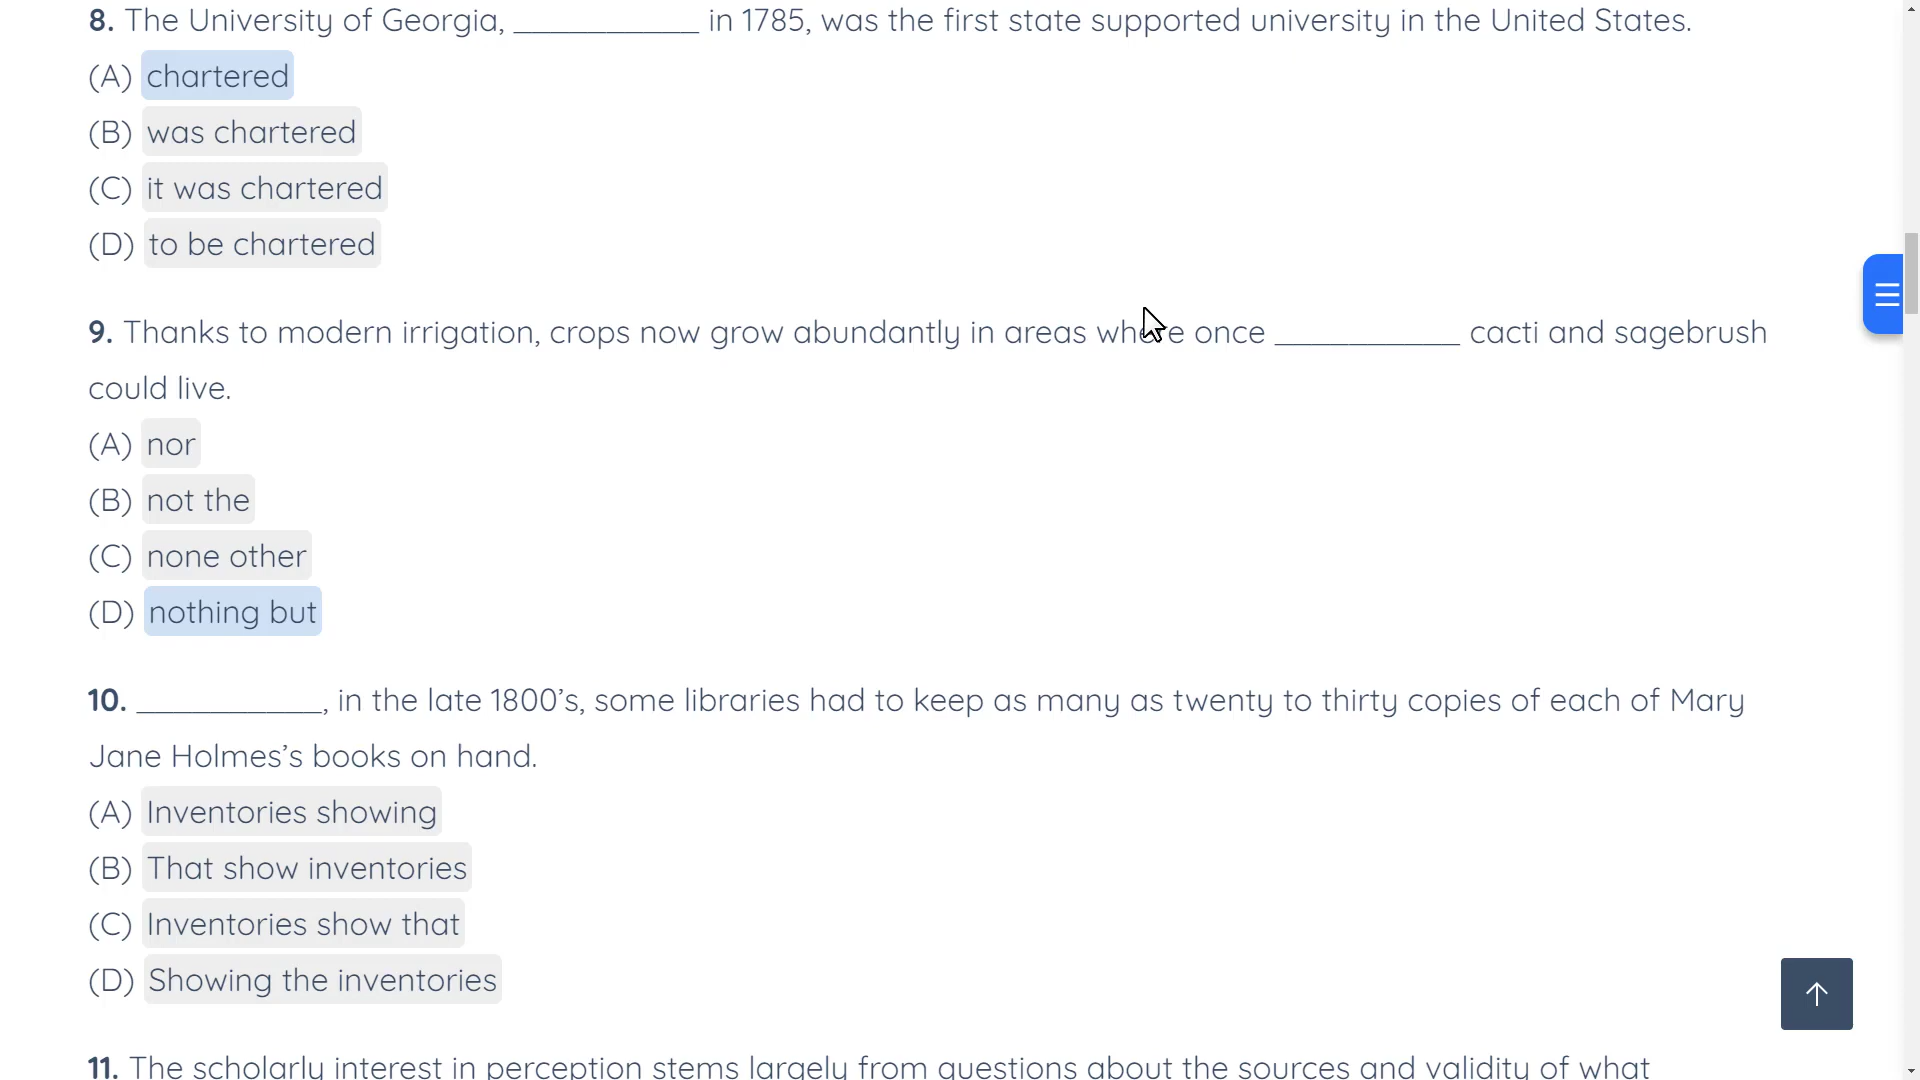 8. The University of Georgia, __________ in 1785, was the first state supported university in the United States.
(A) chartered
(B) was chartered
(C) it was chartered
(D) to be chartered
9. Thanks to modern irrigation, crops now grow abundantly in areas where once __________ cacti and sagebrush
could live.
(A) nor
(B) not the
(C) none other
(D) nothing but
10. __________, in the late 1800’s, some libraries had to keep as many as twenty to thirty copies of each of Mary
Jane Holmes’s books on hand.
(A) Inventories showing
(B) That show inventories
(C) Inventories show that
(D) Showing the inventories
11. The scholarly interest in perception stems largely from questions about the sources and validity of what